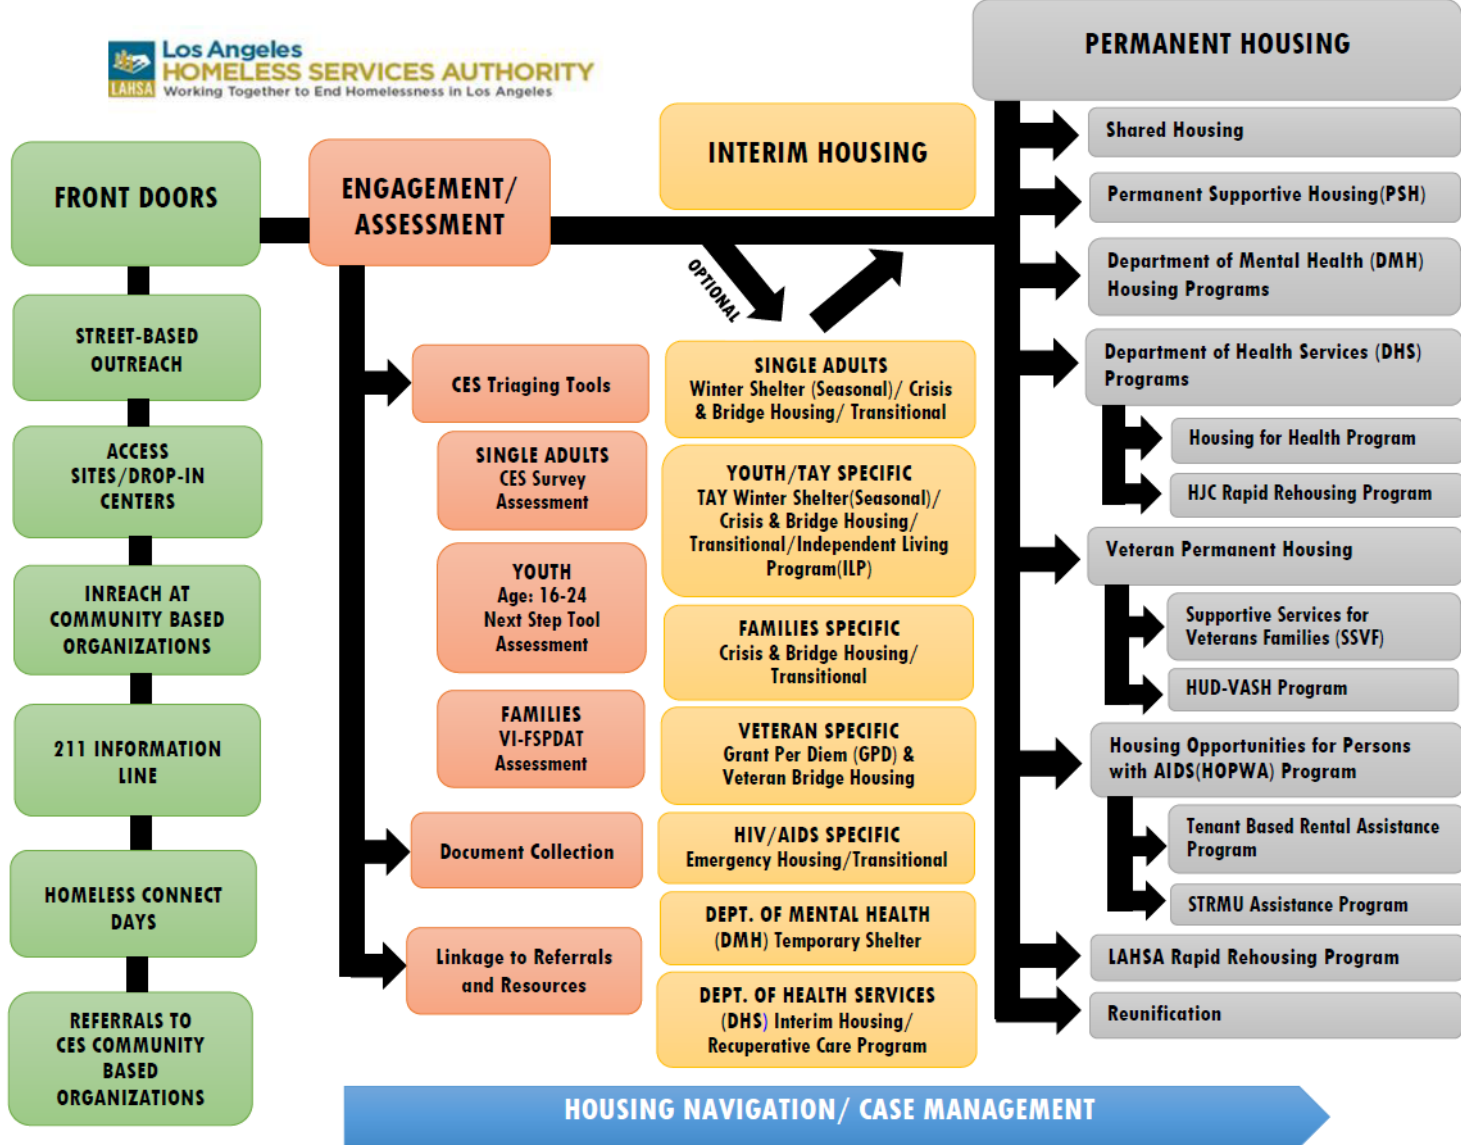 Los Angeles
HOMELESS SERVICES AUTHORITY
LAHSA
Working Together to End Homelessness in Los Angeles
FRONT DOORS
STREET-BASED
OUTREACH
ACCESS
SITES/DROP-IN
CENTERS
INREACH AT
COMMUNITY BASED
ORGANIZATIONS
211 INFORMATION
LINE
HOMELESS CONNECT
DAYS
REFERRALS TO
CES COMMUNITY
BASED
ORGANIZATIONS
ENGAGEMENT/
ASSESSMENT
CES Triaging Tools
SINGLE ADULTS
CES Survey
Assessment
YOUTH
Age: 16-24
Next Step Tool
Assessment
FAMILIES
VI-FSPDAT
Assessment
Document Collection
Linkage to Referrals
and Resources
INTERIM HOUSING
OPTIONAL
SINGLE ADULTS
Winter Shelter (Seasonal)/ Crisis
& Bridge Housing/ Transitional
YOUTH/TAY SPECIFIC
TAY Winter Shelter(Seasonal)/
Crisis & Bridge Housing/
Transitional/Independent Living
Program(ILP)
FAMILIES SPECIFIC
Crisis & Bridge Housing/
Transitional
VETERAN SPECIFIC
Grant Per Diem (GPD) &
Veteran Bridge Housing
HIV/AIDS SPECIFIC
Emergency Housing/Transitional
DEPT. OF MENTAL HEALTH
(DMH) Temporary Shelter
DEPT. OF HEALTH SERVICES
(DHS) Interim Housing/
Recuperative Care Program
PERMANENT HOUSING
Shared Housing
Permanent Supportive Housing(PSH)
Department of Mental Health (DMH)
Housing Programs
Department of Health Services (DHS)
Programs
Housing for Health Program
HJC Rapid Rehousing Program
Veteran Permanent Housing
Supportive Services for
Veterans Families (SSVF)
HUD-VASH Program
Housing Opportunities for Persons
with AIDS(HOPWA) Program
Tenant Based Rental Assistance
Program
STRMU Assistance Program
LAHSA Rapid Rehousing Program
Reunification
HOUSING NAVIGATION/ CASE MANAGEMENT